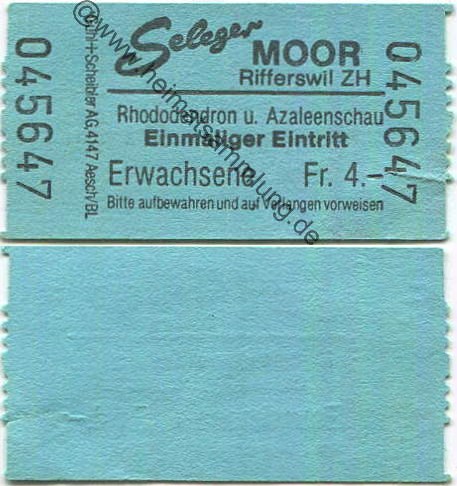 045647
Gühl+Scheibler AG, 4147 Aesch/BL
Seleger
MOOR
Rifferswil ZH
Rhododendron u. Azaleenschau
Einmaliger Eintritt
Erwachsene Fr. 4.-
Bitte aufbewahren und auf Verlangen vorweisen
045647
©www.heimatsammlung.de